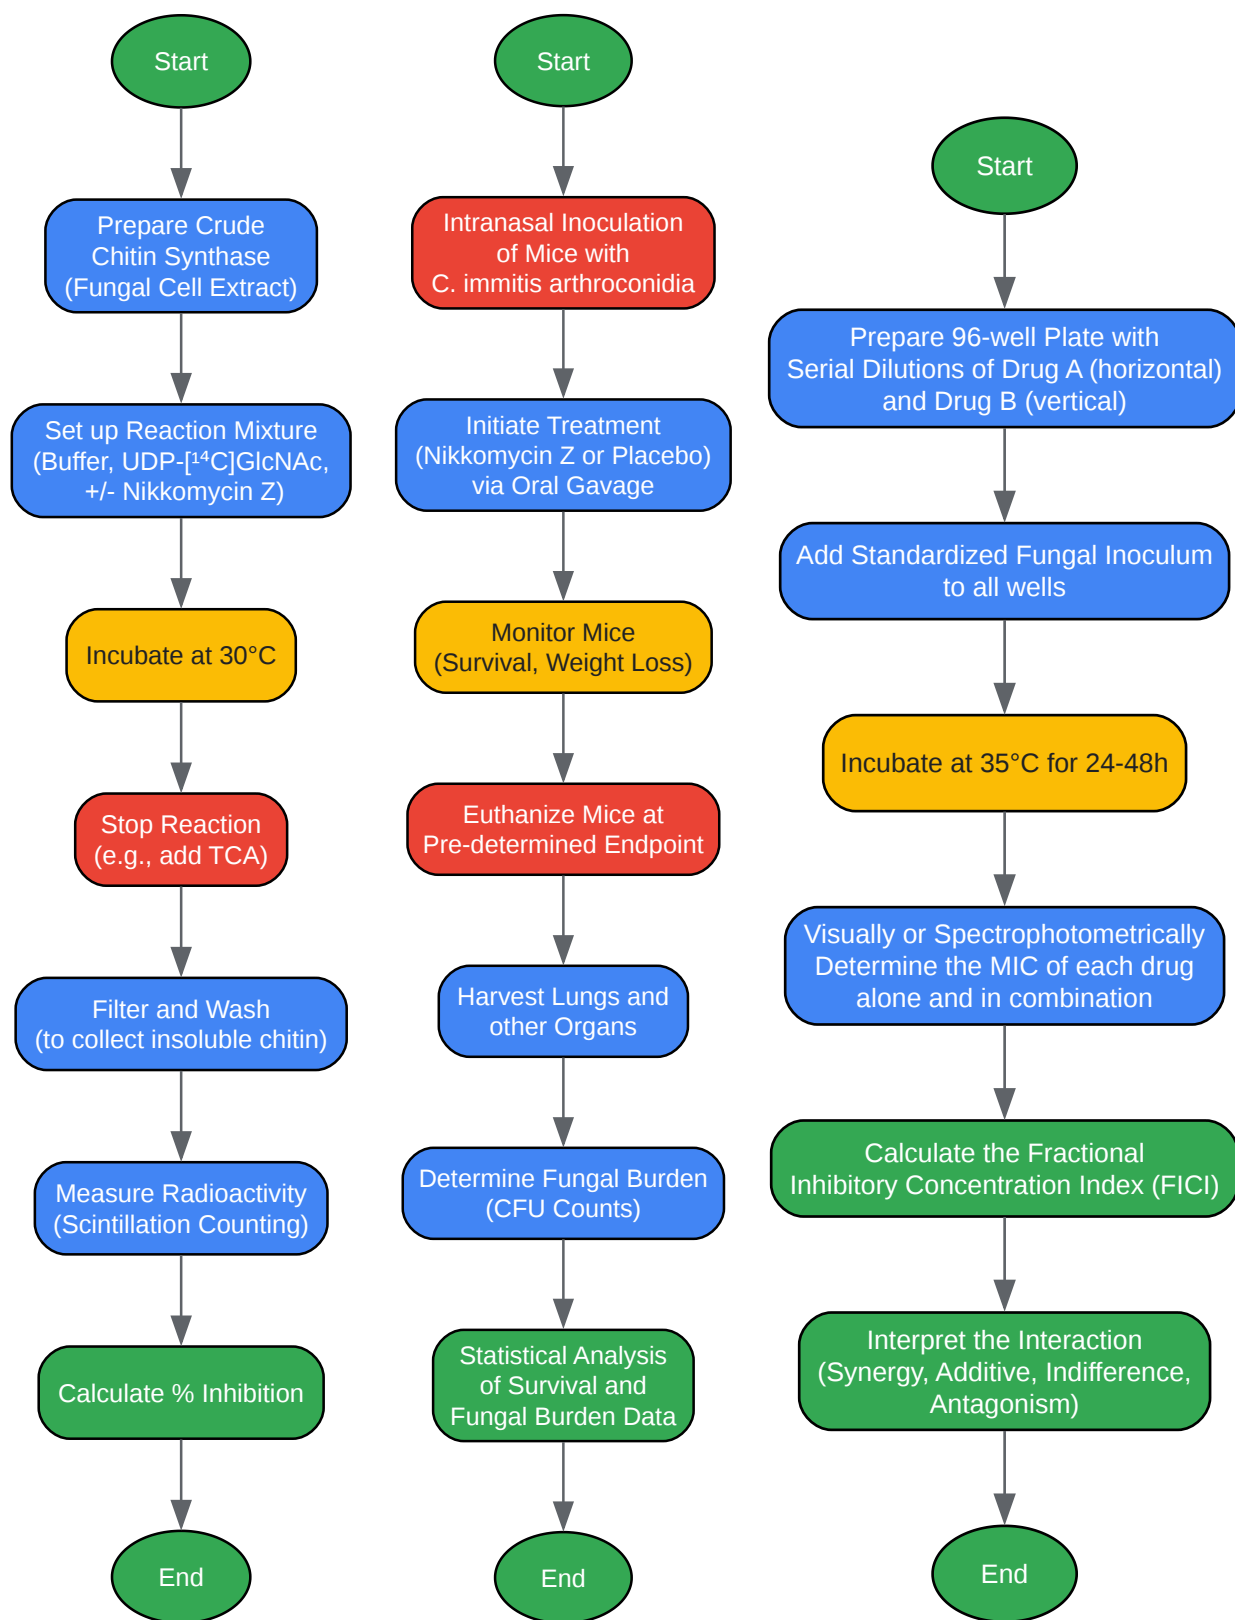 Start
Prepare Crude
Chitin Synthase
(Fungal Cell Extract)
Set up Reaction Mixture
(Buffer, UDP-[¹⁴C]GlcNAc,
+/- Nikkomycin Z)
Incubate at 30°C
Stop Reaction
(e.g., add TCA)
Filter and Wash
(to collect insoluble chitin)
Measure Radioactivity
(Scintillation Counting)
Calculate % Inhibition
End
Start
Intranasal Inoculation
of Mice with
C. immitis arthroconidia
Initiate Treatment
(Nikkomycin Z or Placebo)
via Oral Gavage
Monitor Mice
(Survival, Weight Loss)
Euthanize Mice at
Pre-determined Endpoint
Harvest Lungs and
other Organs
Determine Fungal Burden
(CFU Counts)
Statistical Analysis
of Survival and
Fungal Burden Data
End
Start
Prepare 96-well Plate with
Serial Dilutions of Drug A (horizontal)
and Drug B (vertical)
Add Standardized Fungal Inoculum
to all wells
Incubate at 35°C for 24-48h
Visually or Spectrophotometrically
Determine the MIC of each drug
alone and in combination
Calculate the Fractional
Inhibitory Concentration Index (FICI)
Interpret the Interaction
(Synergy, Additive, Indifference,
Antagonism)
End